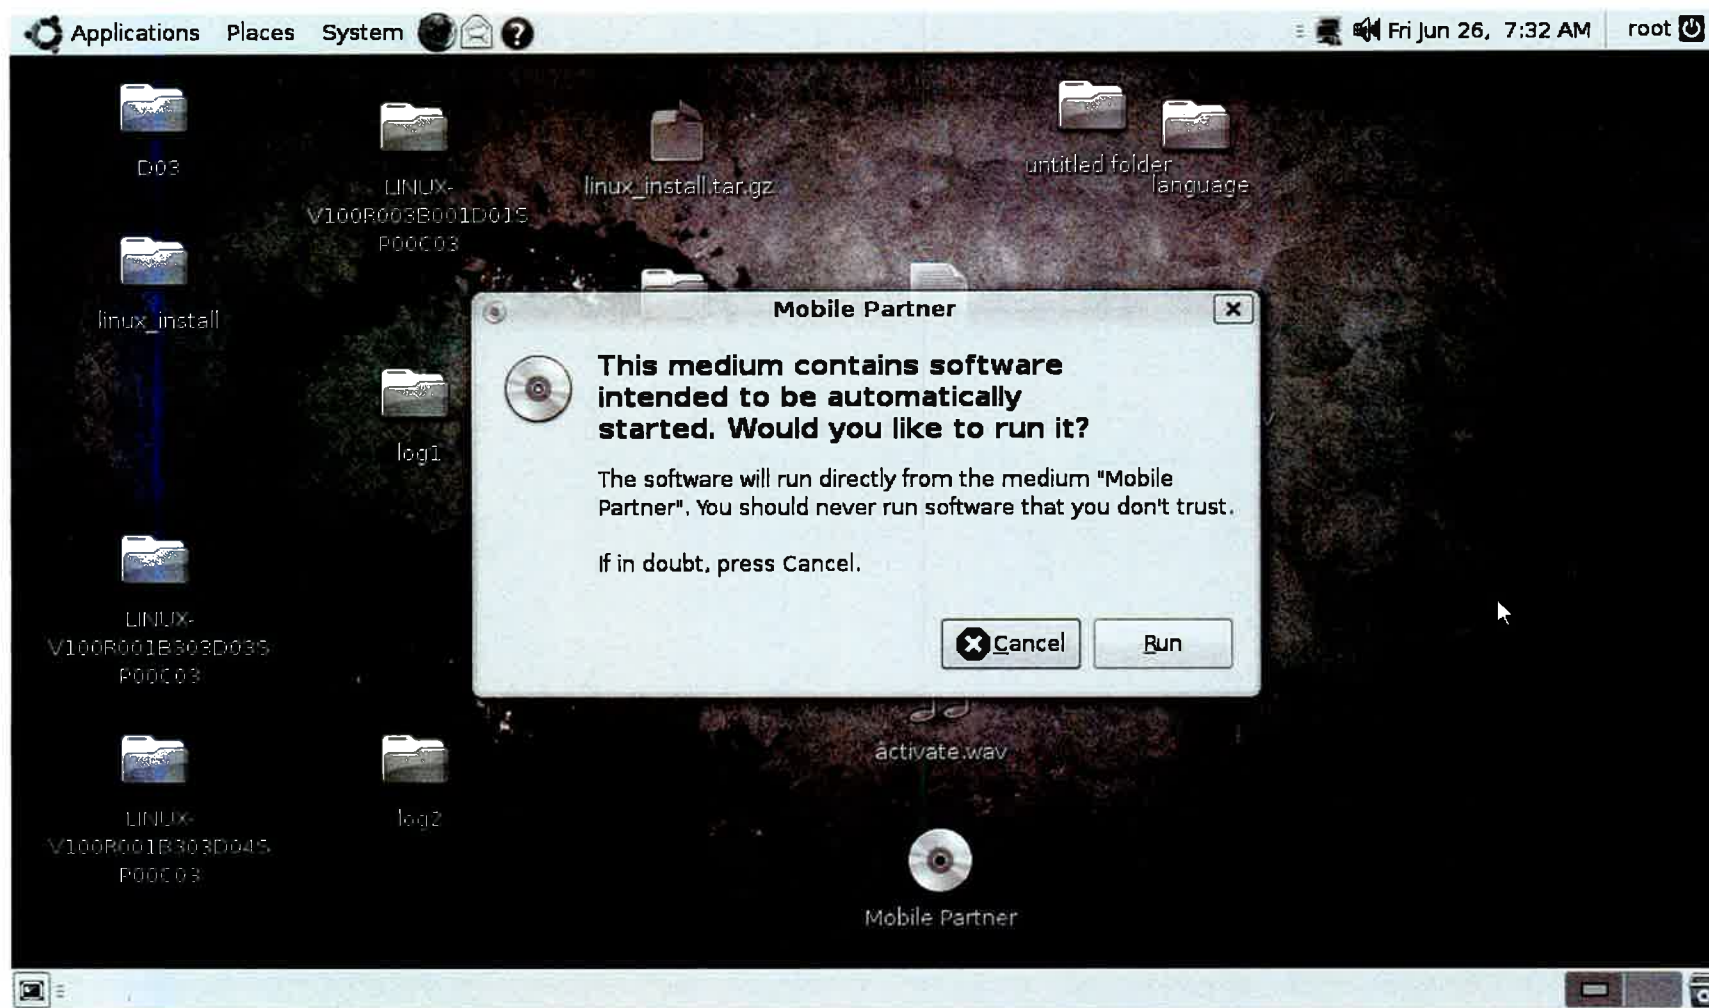 Applications Places System
Fri Jun 26, 7:32 AM root
D03
LINUX-
V100R003B001D01S
P00C03
linux_install.tar.gz
untitled folder
language
linux_install
log1
Mobile Partner
This medium contains software
intended to be automatically
started. Would you like to run it?
The software will run directly from the medium "Mobile
Partner". You should never run software that you don't trust.
If in doubt, press Cancel.
Cancel Run
LINUX-
V100R001B303D03S
P00C03
activate.wav
LINUX-
V100R001B303D04S
P00C03
log2
Mobile Partner